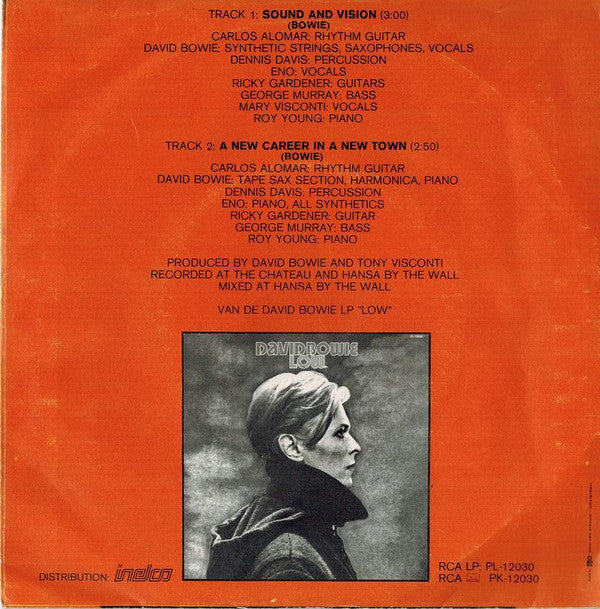 TRACK 1: SOUND AND VISION (3:00)
(BOWIE)
CARLOS ALOMAR: RHYTHM GUITAR
DAVID BOWIE: SYNTHETIC STRINGS, SAXOPHONES, VOCALS
DENNIS DAVIS: PERCUSSION
ENO: VOCALS
RICKY GARDENER: GUITARS
GEORGE MURRAY: BASS
MARY VISCONTI: VOCALS
ROY YOUNG: PIANO
TRACK 2: A NEW CAREER IN A NEW TOWN (2:50)
(BOWIE)
CARLOS ALOMAR: RHYTHM GUITAR
DAVID BOWIE: TAPE SAX SECTION, HARMONICA, PIANO
DENNIS DAVIS: PERCUSSION
ENO: PIANO, ALL SYNTHETICS
RICKY GARDENER: GUITAR
GEORGE MURRAY: BASS
ROY YOUNG: PIANO
PRODUCED BY DAVID BOWIE AND TONY VISCONTI
RECORDED AT THE CHATEAU AND HANSA BY THE WALL
MIXED AT HANSA BY THE WALL
VAN DE DAVID BOWIE LP "LOW"
DAVID BOWIE
LOW
DISTRIBUTION: inelco
RCA LP: PL-12030
RCA PK-12030